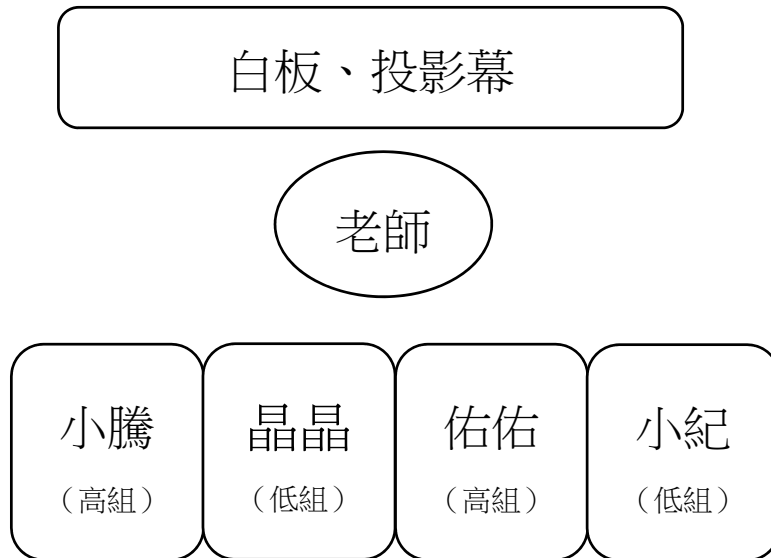 白板、投影幕
老師
小騰 晶晶 佑佑 小紀
（高組） （低組） （高組） （低組）